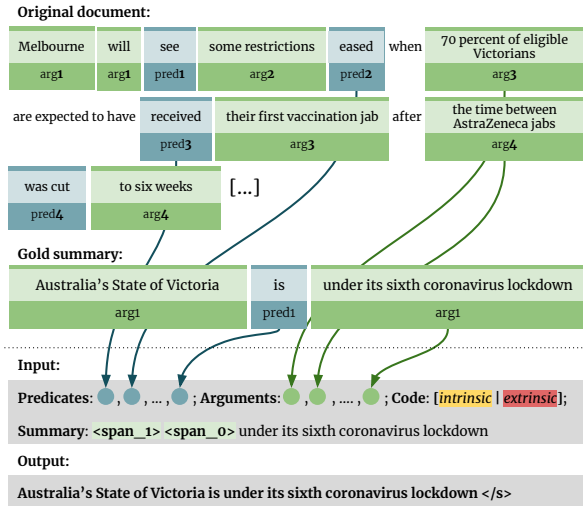 Original document:
Melbourne will see some restrictions eased when 70 percent of eligible Victorians
arg1 arg1 pred1 arg2 pred2 arg3
are expected to have received their first vaccination jab after the time between AstraZeneca jabs
pred3 arg3 arg4
was cut to six weeks [...]
pred4 arg4
Gold summary:
Australia's State of Victoria is under its sixth coronavirus lockdown
arg1 pred1 arg1
Input:
Predicates: , , ... , ; Arguments: , , ...., ; Code: [intrinsic | extrinsic];
Summary: <span_1> <span_0> under its sixth coronavirus lockdown
Output:
Australia's State of Victoria is under its sixth coronavirus lockdown </s>